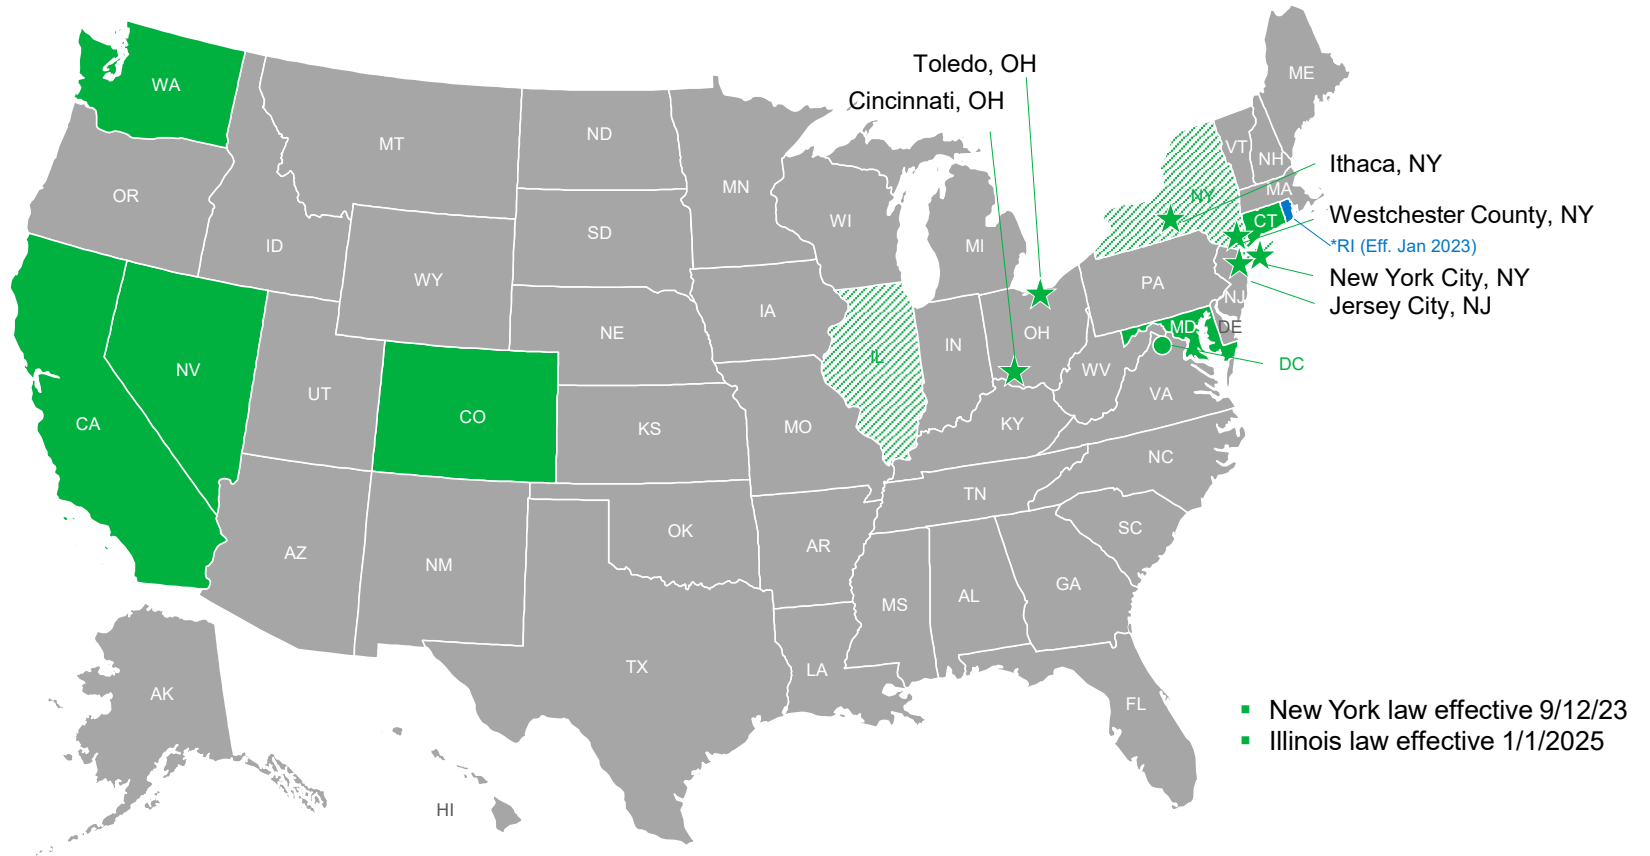 Toledo, OH
Cincinnati, OH
ME
WA
VT
NH
MT
ND
Ithaca, NY
MN
MA
NY
OR
WI
Westchester County, NY
CT
SD
ID
MI
*RI (Eff. Jan 2023)
WY
PA
New York City, NY
NJ
Jersey City, NJ
IA
NE
OH
MD
DE
IN
IL
DC
NV
WV
UT
VA
CO
CA
KS
MO
KY
NC
TN
OK
SC
AZ
AR
NM
GA
MS
AL
TX
LA
AK
FL
New York law effective 9/12/23
Illinois law effective 1/1/2025
HI